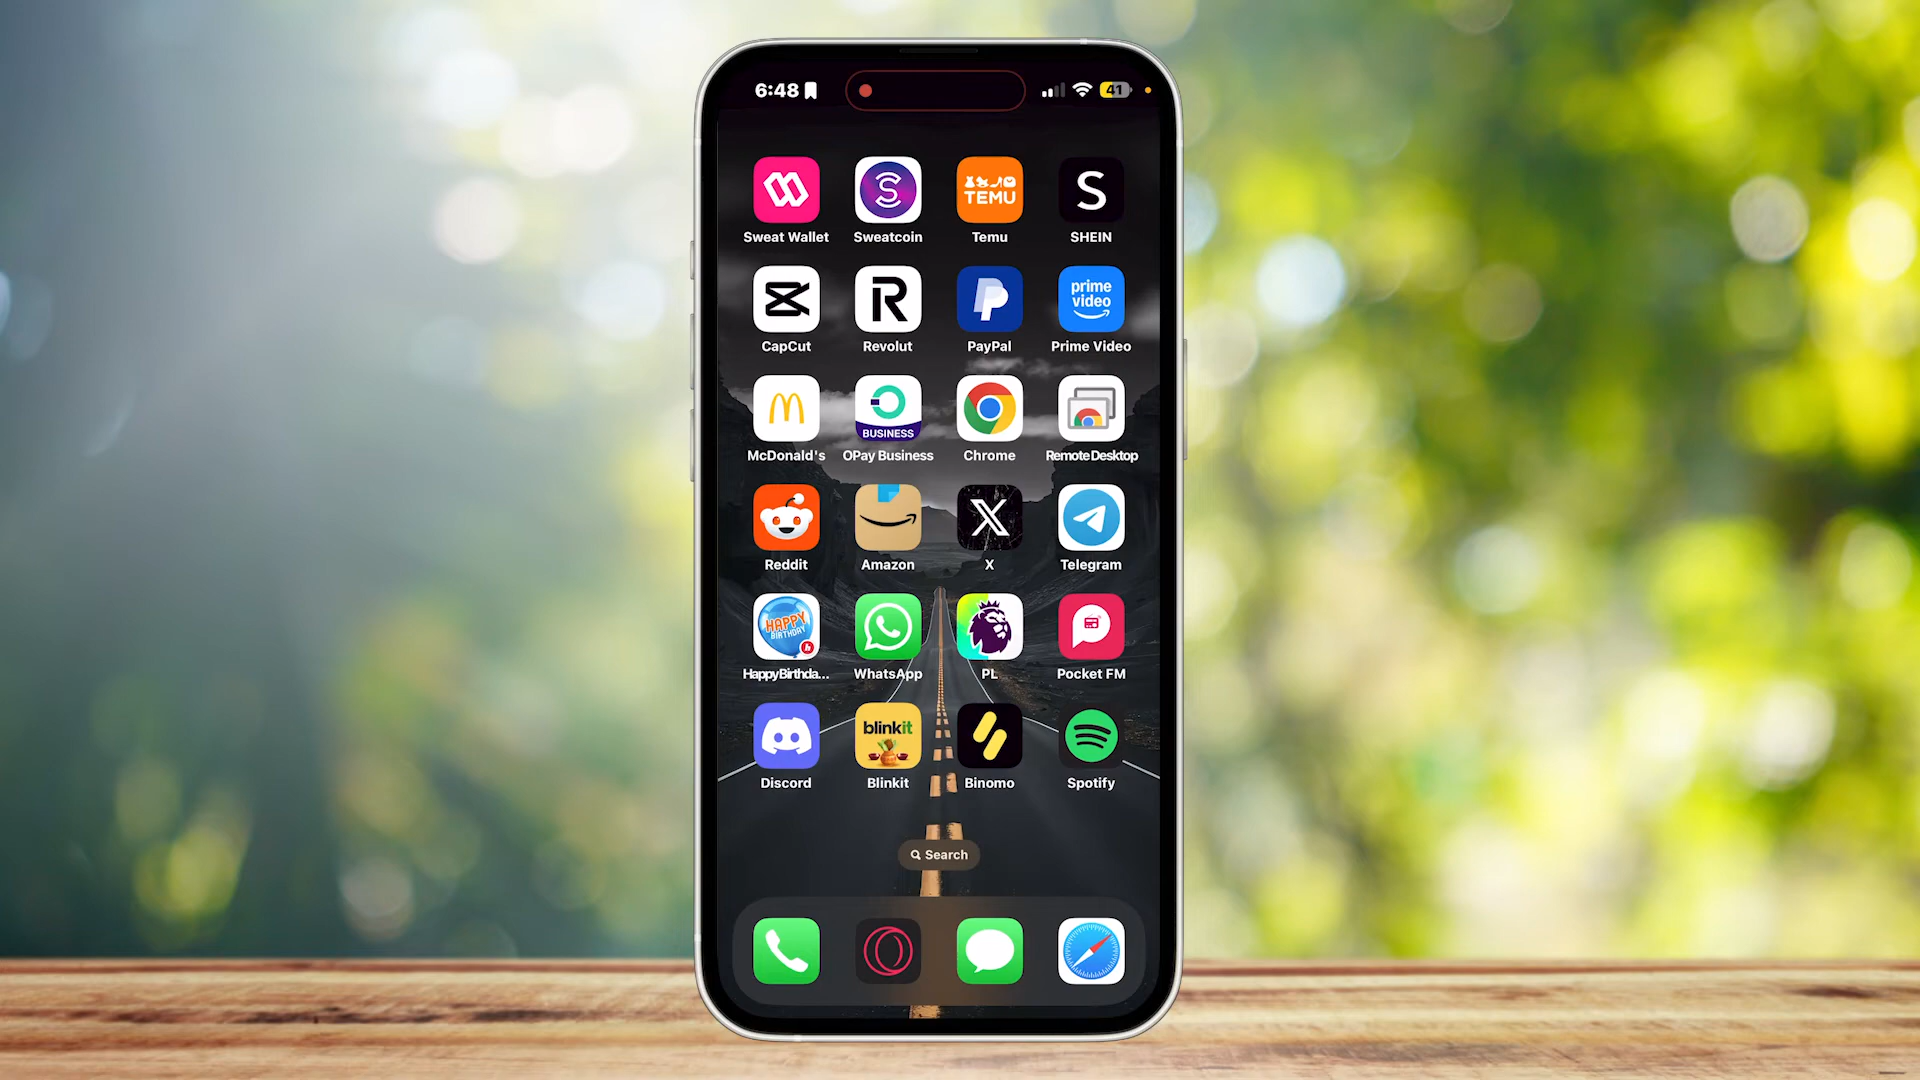 6:48
41
TEMU
Sweat Wallet
Sweatcoin
Temu
SHEIN
prime
video
CapCut
Revolut
PayPal
Prime Video
BUSINESS
McDonald's
OPay Business
Chrome
Remote Desktop
Reddit
Amazon
X
Telegram
HAPPY
BIRTHDAY
Happy Birthda...
WhatsApp
PL
Pocket FM
blinkit
Discord
Blinkit
Binomo
Spotify
Search